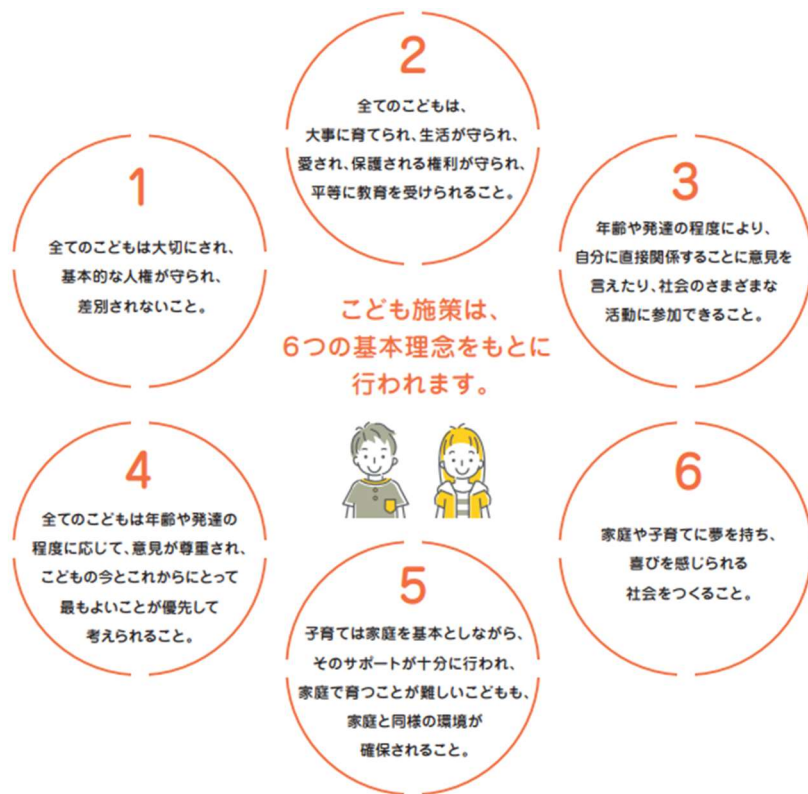 1
全てのこどもは大切にされ、
基本的な人権が守られ、
差別されないこと。
2
全てのこどもは、
大事に育てられ、生活が守られ、
愛され、保護される権利が守られ、
平等に教育を受けられること。
3
年齢や発達の程度により、
自分に直接関係することに意見を
言えたり、社会のさまざまな
活動に参加できること。
こども施策は、
6つの基本理念をもとに
行われます。
4
全てのこどもは年齢や発達の
程度に応じて、意見が尊重され、
こどもの今とこれからにとって
最もよいことが優先して
考えられること。
5
子育ては家庭を基本としながら、
そのサポートが十分に行われ、
家庭で育つことが難しいこどもも、
家庭と同様の環境が
確保されること。
6
家庭や子育てに夢を持ち、
喜びを感じられる
社会をつくること。